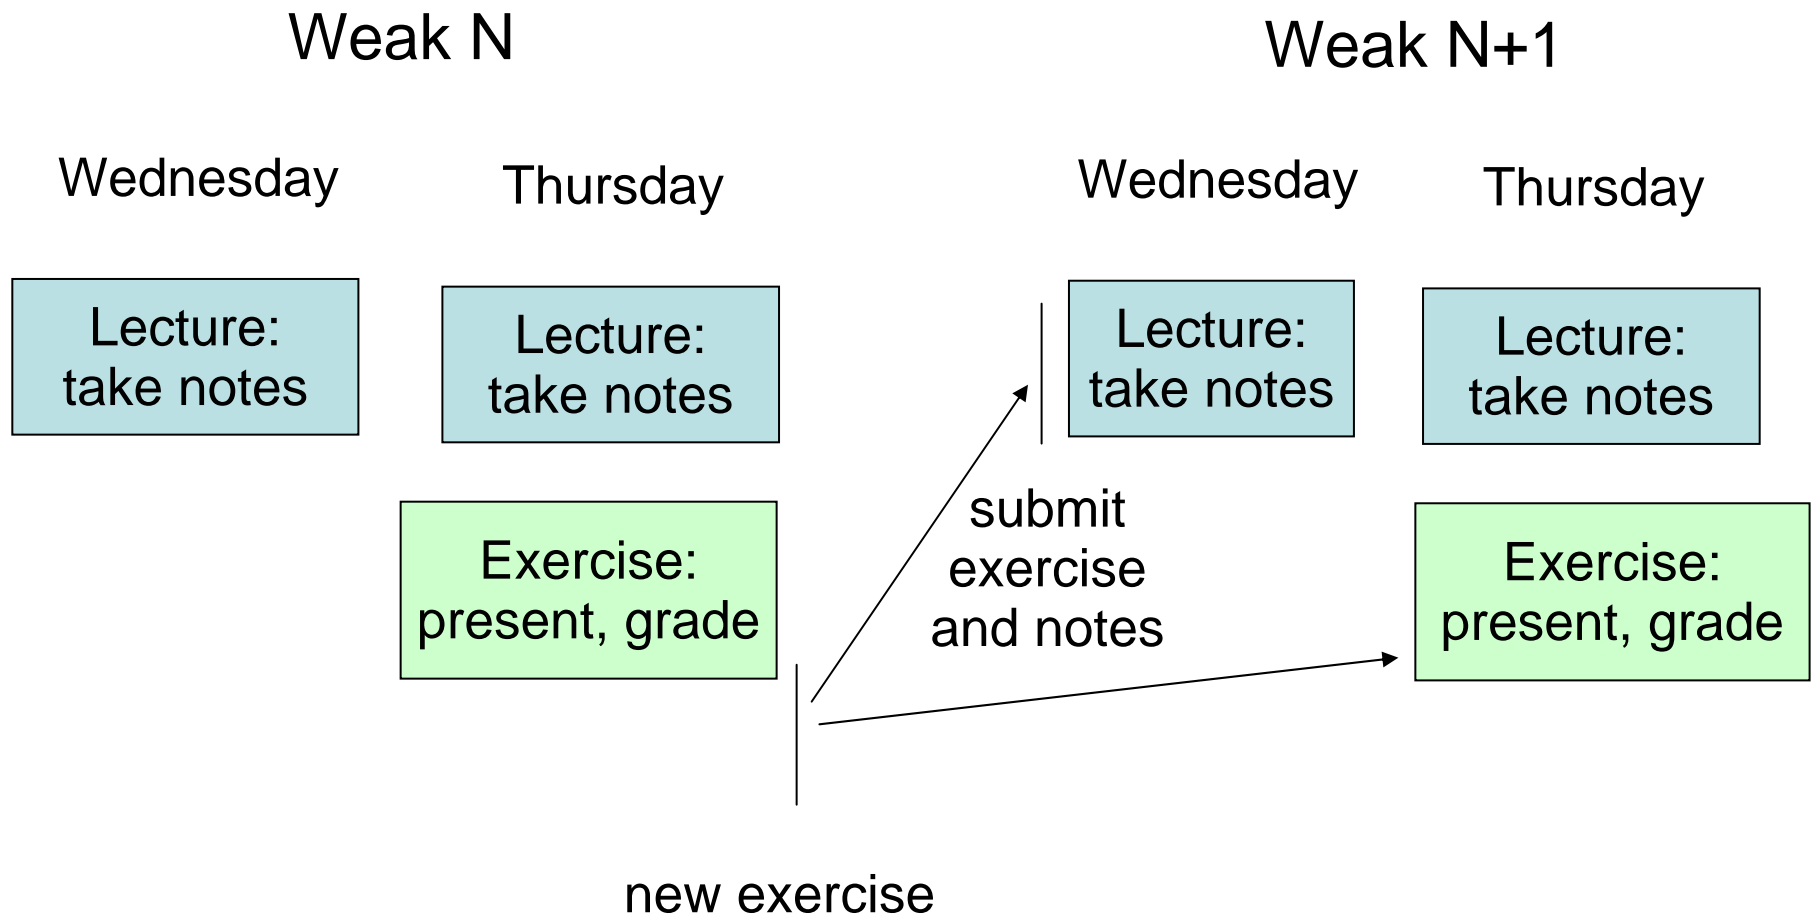 Weak N
Weak N+1
Wednesday
Thursday
Wednesday
Thursday
Lecture:
take notes
Lecture:
take notes
Lecture:
take notes
Lecture:
take notes
Exercise:
present, grade
submit
exercise
and notes
Exercise:
present, grade
new exercise